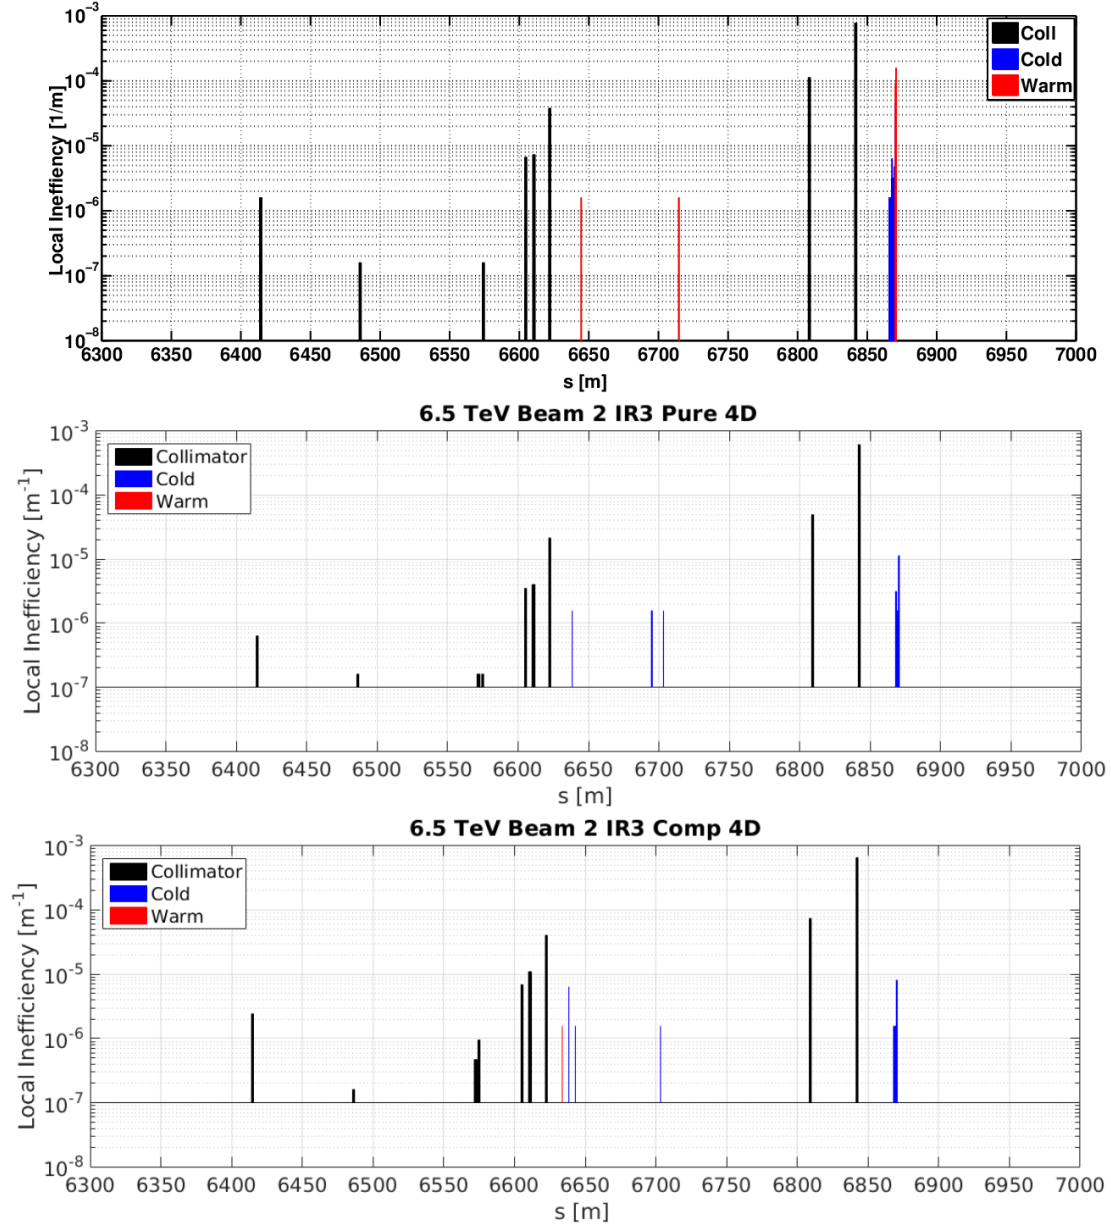 10^-3
10^-4
10^-5
10^-6
10^-7
10^-8
Local Ineffiency [1/m]
Coll
Cold
Warm
6300 6350 6400 6450 6500 6550 6600 6650 6700 6750 6800 6850 6900 6950 7000
s [m]
6.5 TeV Beam 2 IR3 Pure 4D
10^-3
10^-4
10^-5
10^-6
10^-7
10^-8
Local Inefficiency [m^-1]
Collimator
Cold
Warm
6300 6350 6400 6450 6500 6550 6600 6650 6700 6750 6800 6850 6900 6950 7000
s [m]
6.5 TeV Beam 2 IR3 Comp 4D
10^-3
10^-4
10^-5
10^-6
10^-7
10^-8
Local Inefficiency [m^-1]
Collimator
Cold
Warm
6300 6350 6400 6450 6500 6550 6600 6650 6700 6750 6800 6850 6900 6950 7000
s [m]